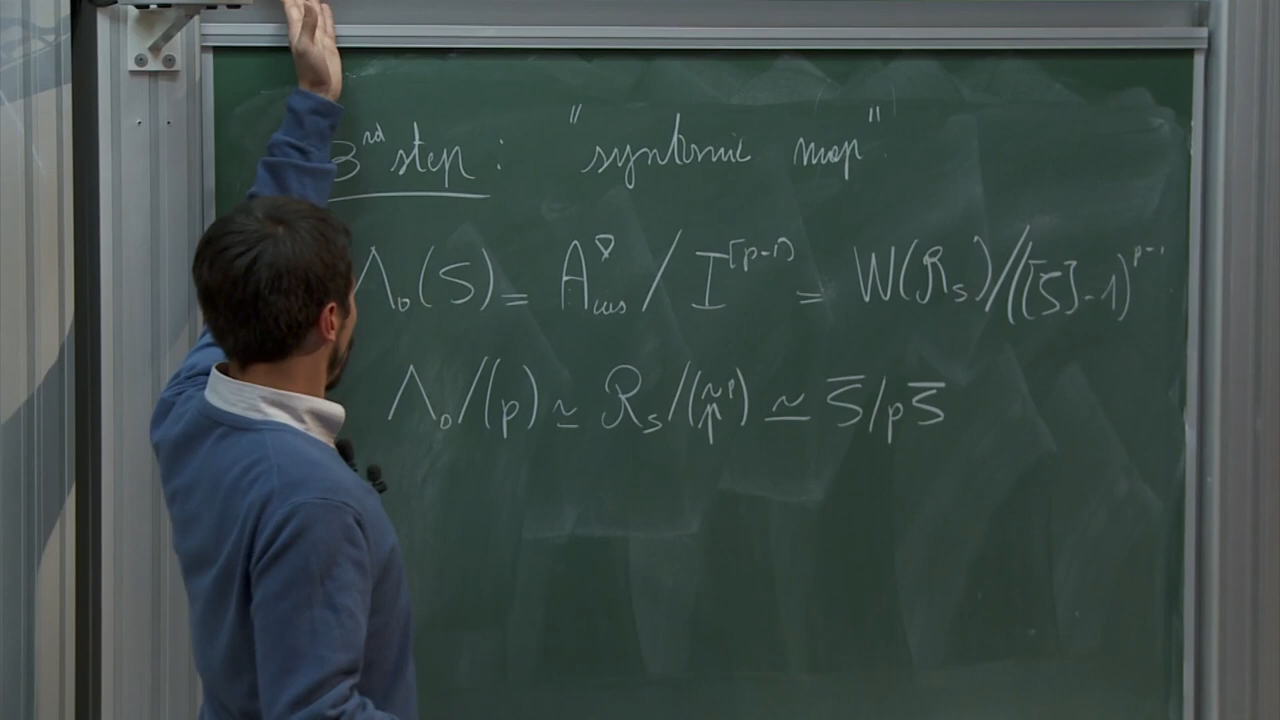 3rd step : "syntomic map"
Λ₀(S) = A^∇_cris / I^[p-1] = W(R_S)/([ζ]-1)^{p-1}
Λ₀/(p) ≃ R_S/(p̃^p) ≃ S̄/pS̄